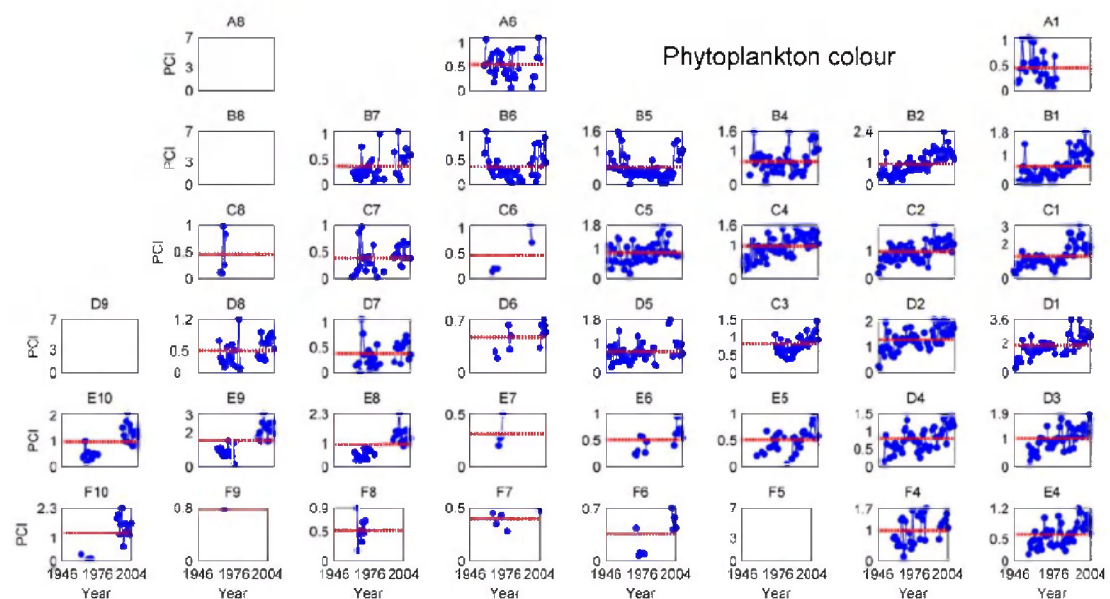 A8 A6 A1
Phytoplankton colour
PCI 7 3 0 1 0.5 0 1 0.5 0
B8 B7 B6 B5 B4 B2 B1
PCI 7 3 0 1 0.5 0 1 0.5 0 1.6 1 0 1.6 1 0 2.4 1 0 1.8 1 0
C8 C7 C6 C5 C4 C2 C1
PCI 1 0.5 0 1 0.5 0 1 0.5 0 1.8 1 0 1.6 1 0 2 1 0 3 2 1 0
D9 D8 D7 D6 D5 C3 D2 D1
PCI 7 3 0 1.2 0.5 0 1 0.5 0 0.7 0 1.8 1 0 1.5 1 0.5 0 2 1 0 3.6 2 0
E10 E9 E8 E7 E6 E5 D4 D3
PCI 2 1 0 3 2 1 0 2.3 1 0 0.5 0 1 0.5 0 1 0.5 0 1.5 1 0.5 0 1.9 1 0
F10 F9 F8 F7 F6 F5 F4 E4
PCI 2.3 1 0 0.8 0 0.9 0.5 0 0.5 0 0.7 0 7 3 0 1.7 1 0 1.2 0.5 0
1946 1976 2004 1946 1976 2004 1946 1976 2004 1946 1976 2004 1946 1976 2004 1946 1976 2004 1946 1976 2004 1946 1976 2004
Year Year Year Year Year Year Year Year